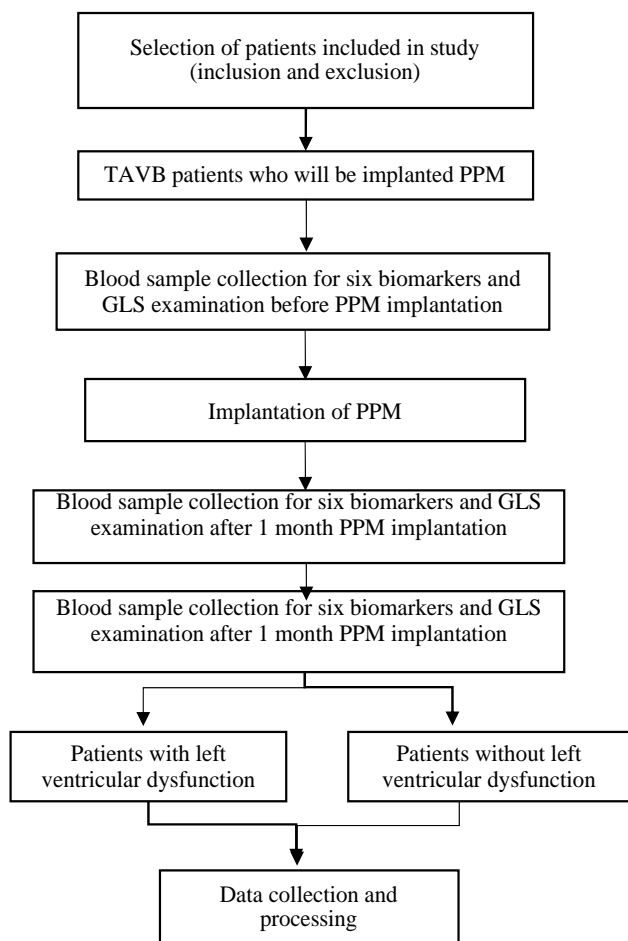 Selection of patients included in study
(inclusion and exclusion)
TAVB patients who will be implanted PPM
Blood sample collection for six biomarkers and
GLS examination before PPM implantation
Implantation of PPM
Blood sample collection for six biomarkers and GLS
examination after 1 month PPM implantation
Blood sample collection for six biomarkers and GLS
examination after 1 month PPM implantation
Patients with left
ventricular dysfunction
Patients without left
ventricular dysfunction
Data collection and
processing